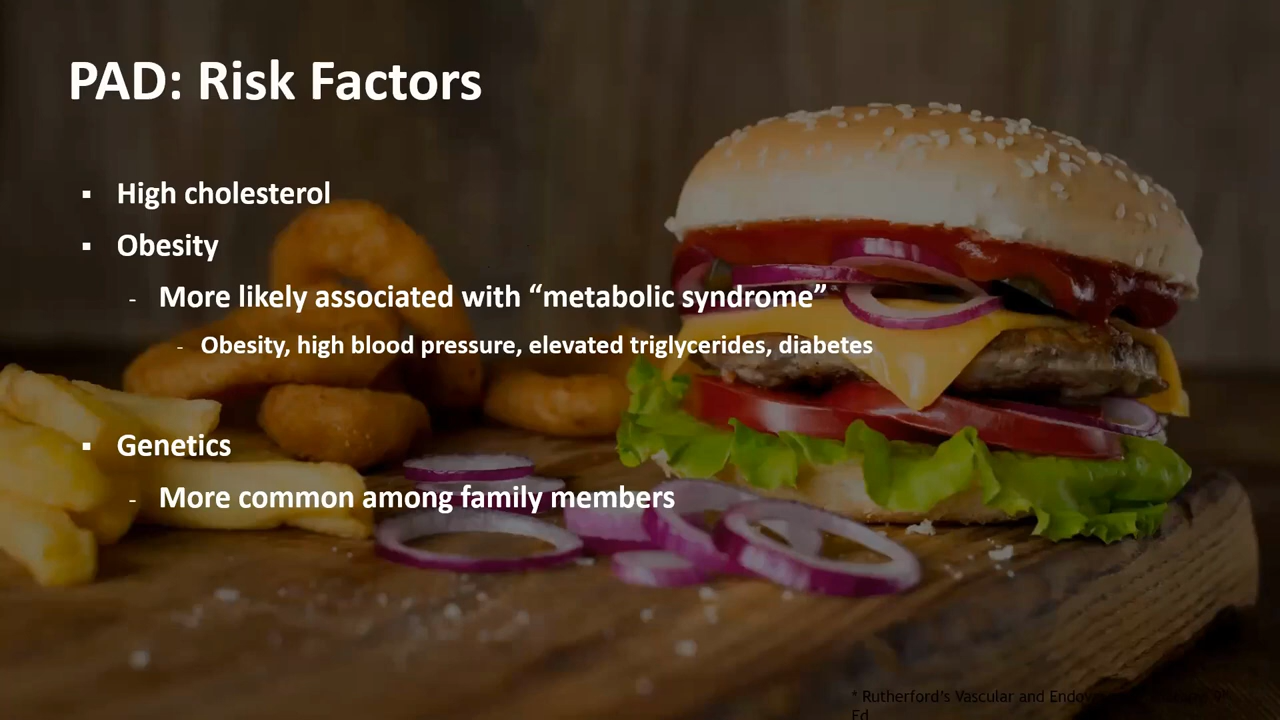 PAD: Risk Factors
▪ High cholesterol
▪ Obesity
- More likely associated with “metabolic syndrome”
- Obesity, high blood pressure, elevated triglycerides, diabetes
▪ Genetics
- More common among family members
* Rutherford's Vascular and
Ed